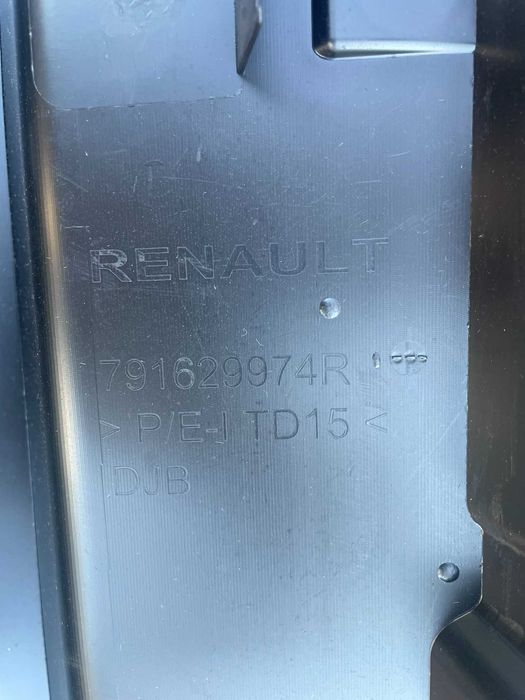 RENAULT
791629974R
> P/E-I TD15 <
DJB